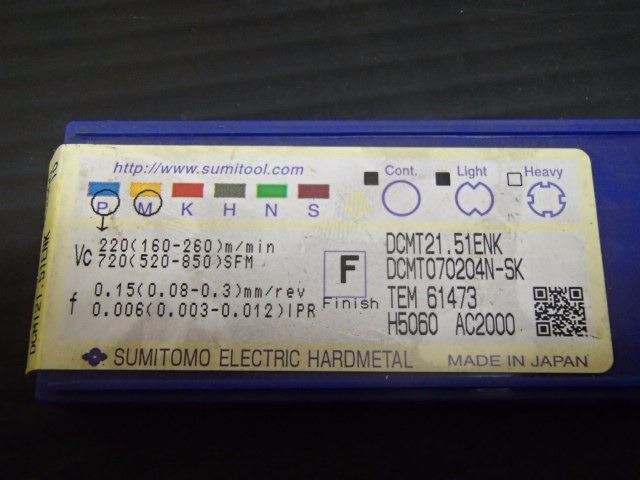 http://www.sumitool.com
Cont. Light Heavy
P M K H N S
Vc 220(160-260)m/min
720(520-850)SFM
f 0.15(0.08-0.3)mm/rev
0.006(0.003-0.012)IPR
F
Finish
DCMT21.51ENK
DCMT070204N-SK
TEM 61473
H5060 AC2000
SUMITOMO ELECTRIC HARDMETAL
MADE IN JAPAN
DCMT21.51ENK